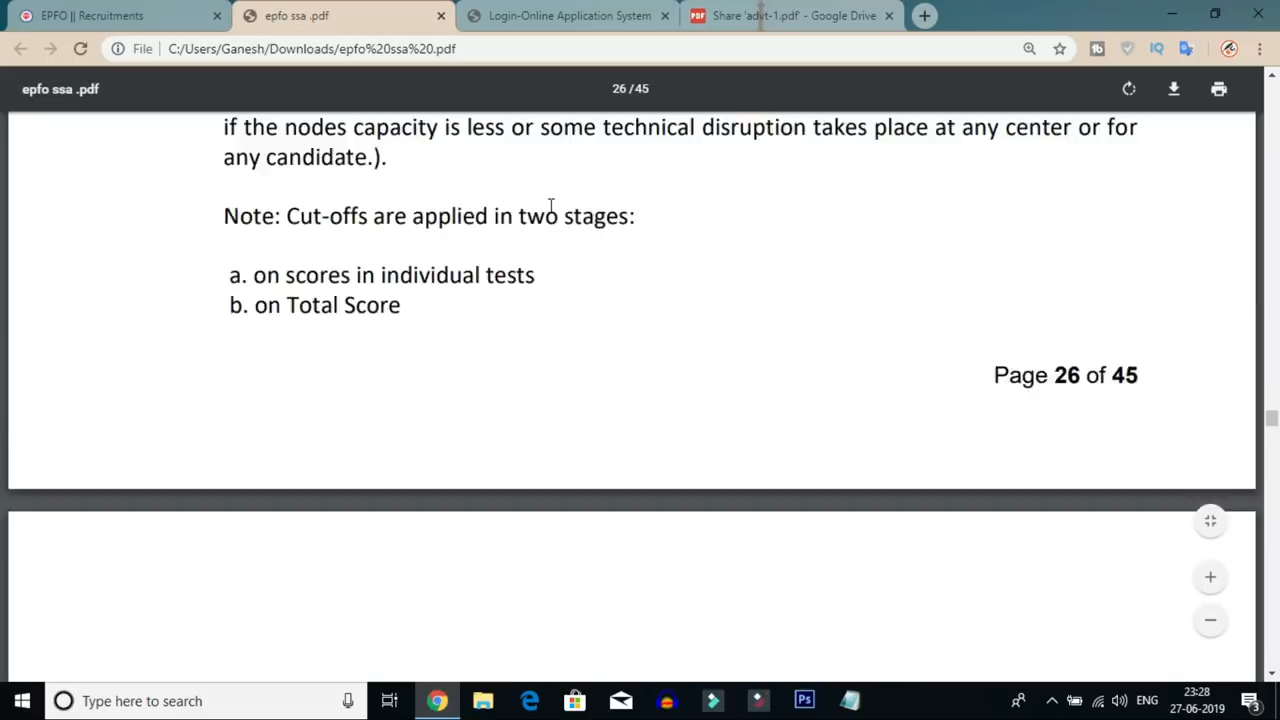 EPFO || Recruitments
epfo ssa .pdf
Login-Online Application System
Share 'advt-1.pdf' - Google Drive
File
C:/Users/Ganesh/Downloads/epfo%20ssa%20.pdf
epfo ssa .pdf
26 / 45
if the nodes capacity is less or some technical disruption takes place at any center or for
any candidate.).
Note: Cut-offs are applied in two stages:
a. on scores in individual tests
b. on Total Score
Page 26 of 45
Type here to search
ENG
23:28
27-06-2019